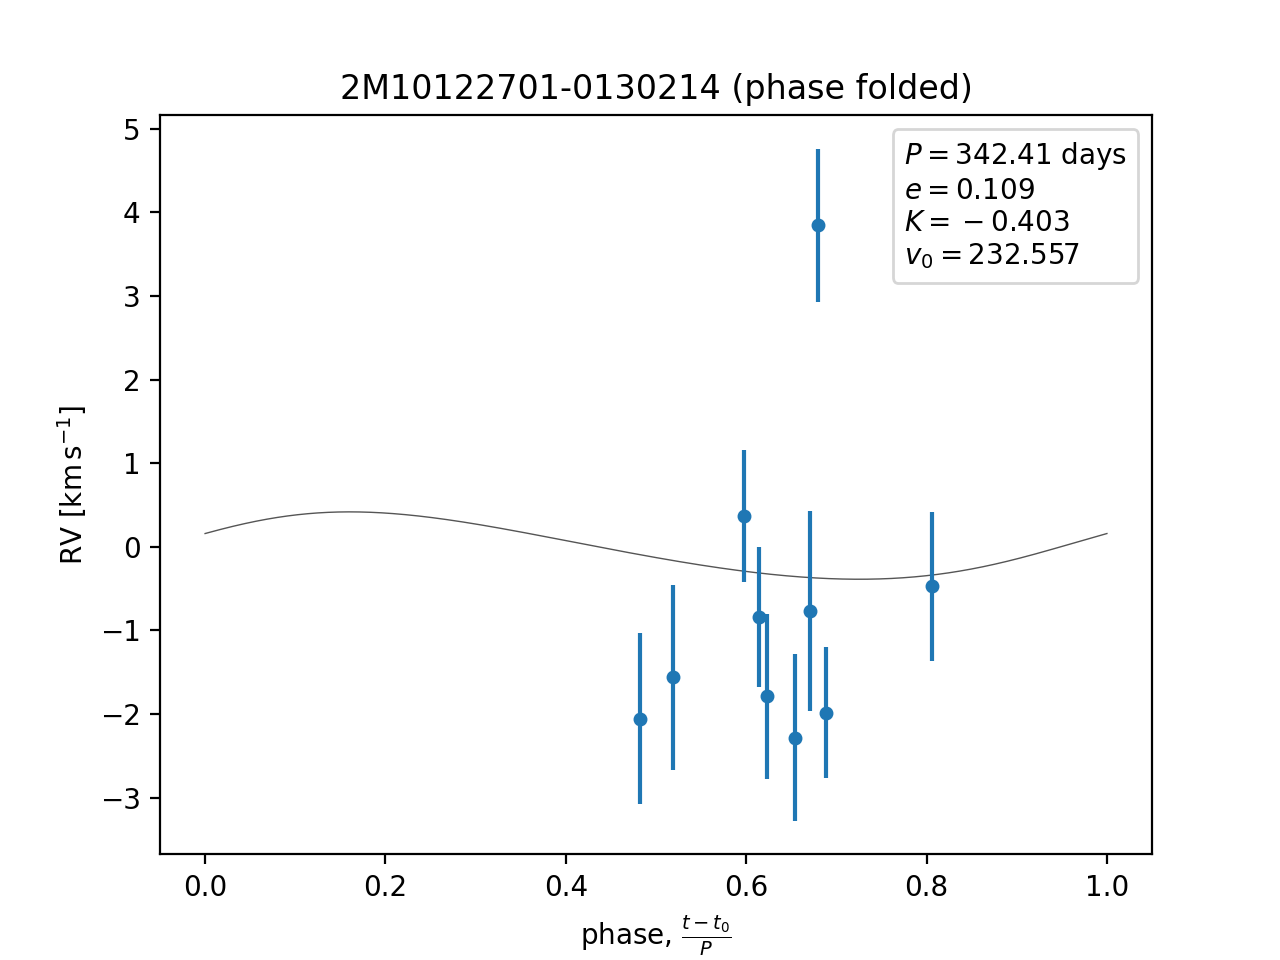 2M10122701-0130214 (phase folded)
P = 342.41 days
e = 0.109
K = −0.403
v₀ = 232.557
RV [km s⁻¹]
5
4
3
2
1
0
−1
−2
−3
0.0 0.2 0.4 0.6 0.8 1.0
phase, (t − t₀)/P